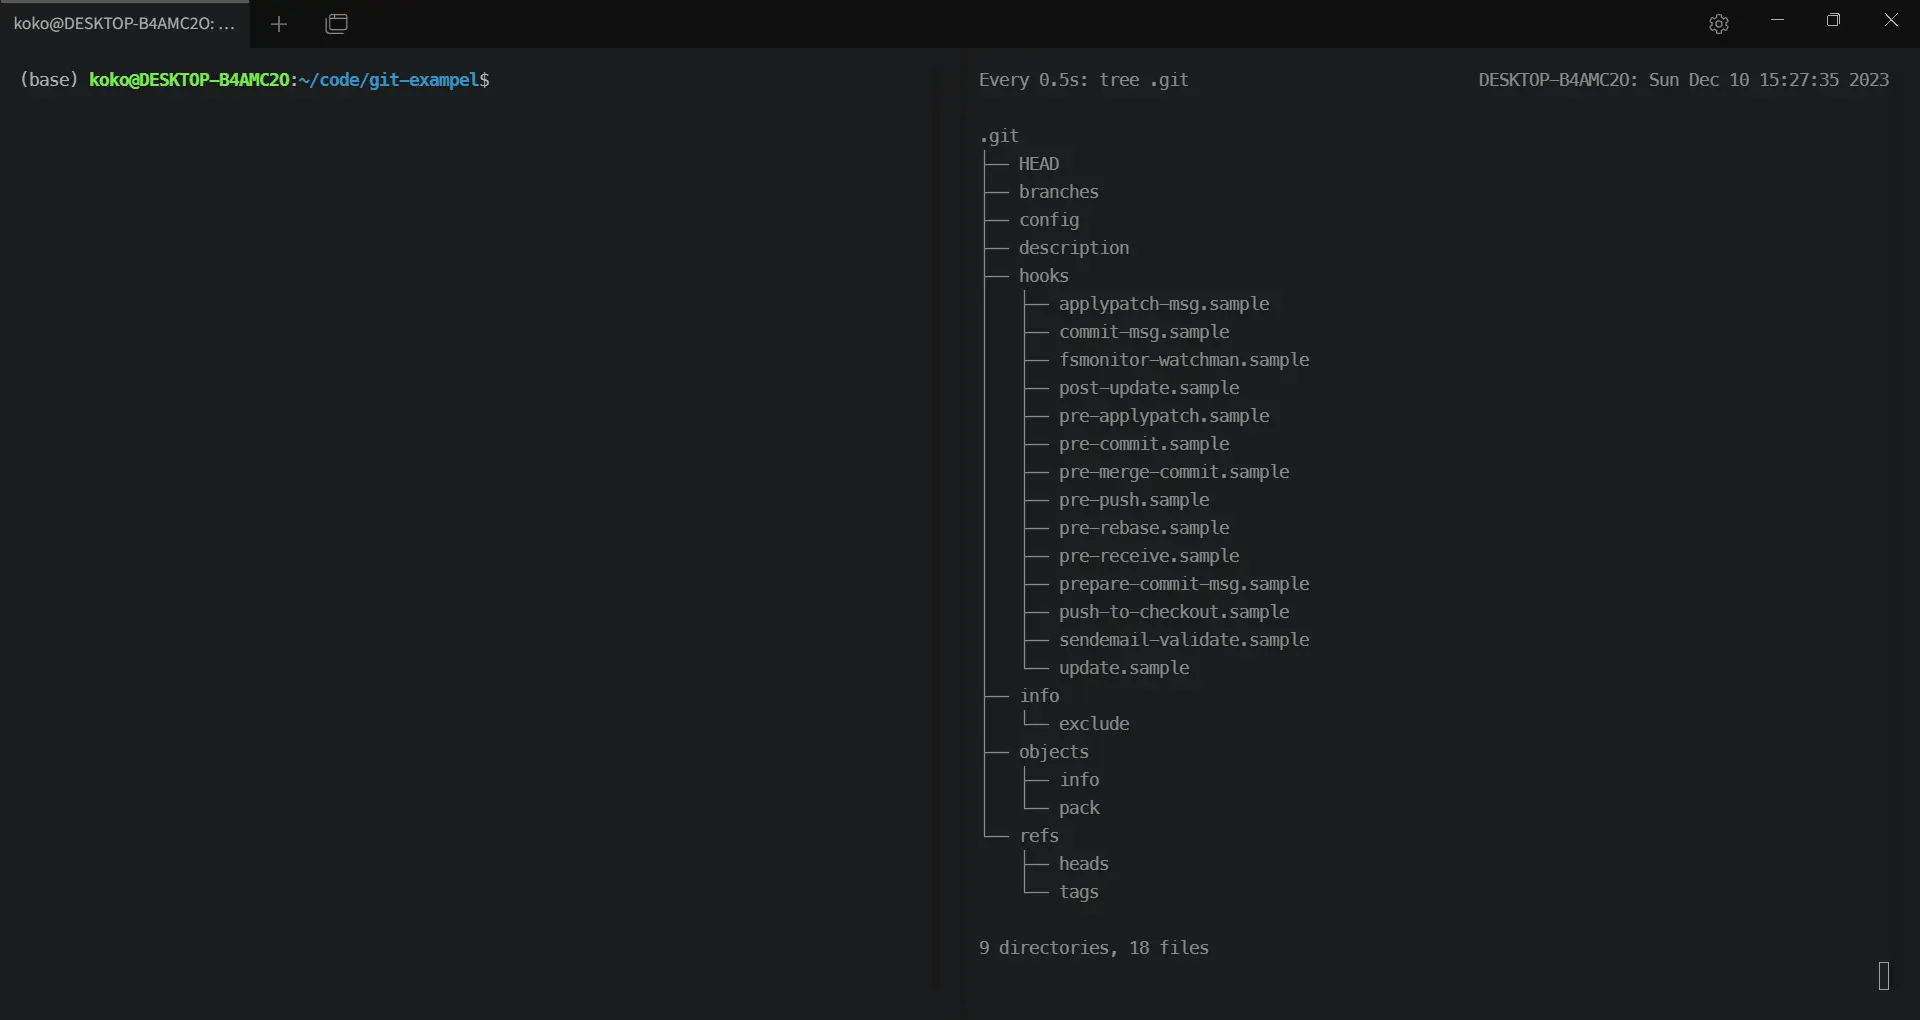 koko@DESKTOP-B4AMC2O: ...
(base) koko@DESKTOP-B4AMC2O:~/code/git-exampel$
Every 0.5s: tree .git DESKTOP-B4AMC2O: Sun Dec 10 15:27:35 2023
.git
├── HEAD
├── branches
├── config
├── description
├── hooks
│   ├── applypatch-msg.sample
│   ├── commit-msg.sample
│   ├── fsmonitor-watchman.sample
│   ├── post-update.sample
│   ├── pre-applypatch.sample
│   ├── pre-commit.sample
│   ├── pre-merge-commit.sample
│   ├── pre-push.sample
│   ├── pre-rebase.sample
│   ├── pre-receive.sample
│   ├── prepare-commit-msg.sample
│   ├── push-to-checkout.sample
│   ├── sendemail-validate.sample
│   └── update.sample
├── info
│   └── exclude
├── objects
│   ├── info
│   └── pack
└── refs
    ├── heads
    └── tags
9 directories, 18 files